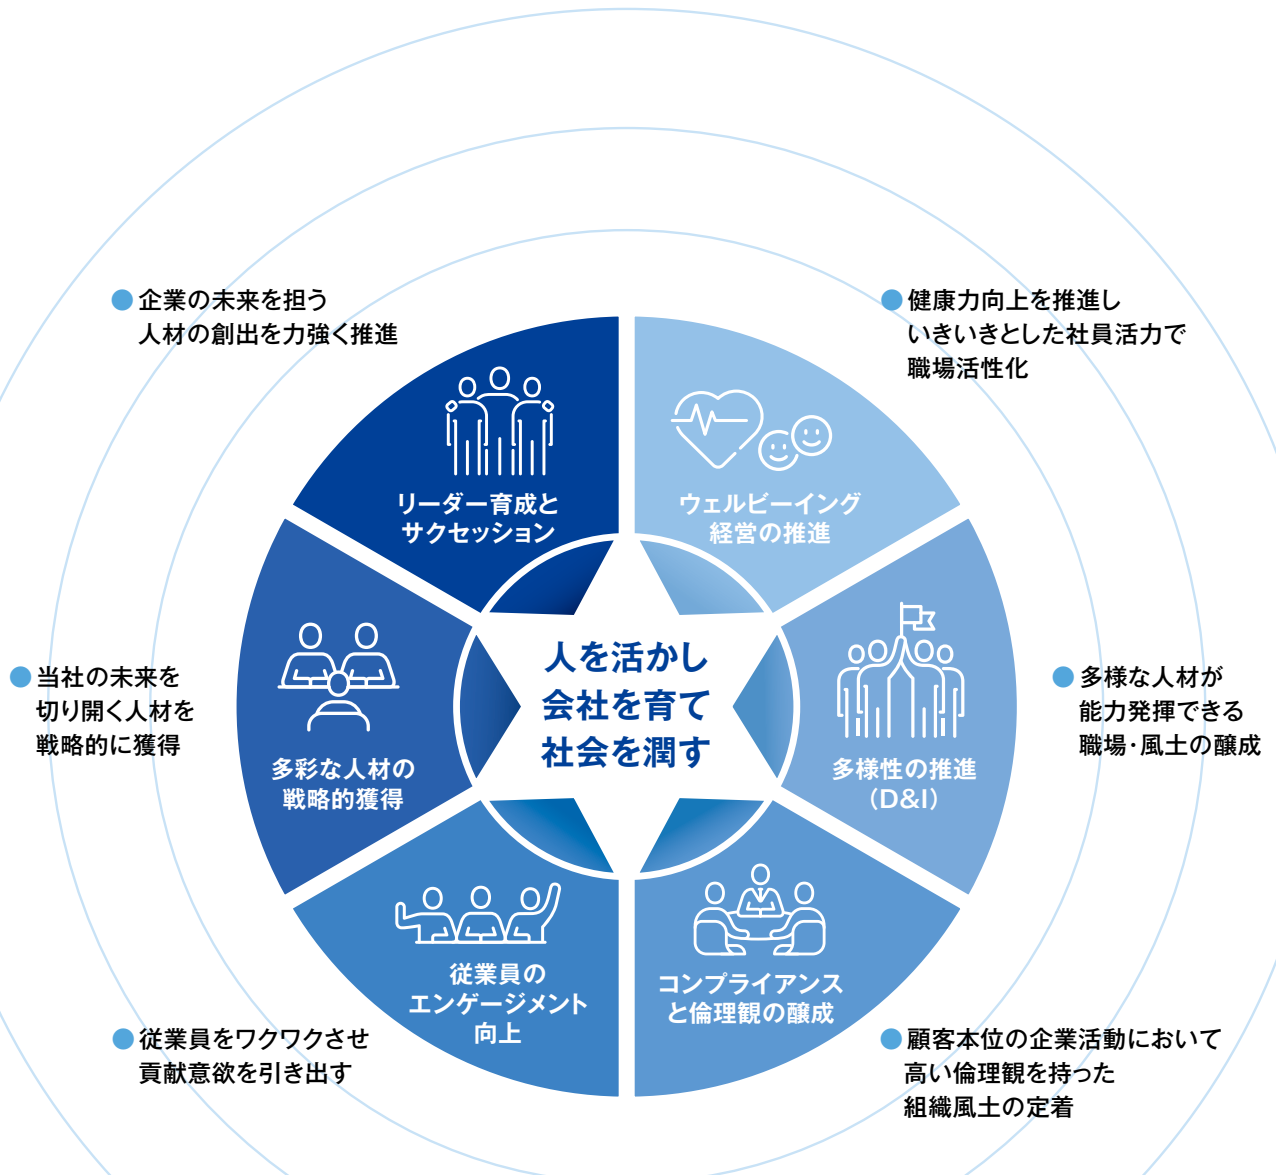 企業の未来を担う
人材の創出を力強く推進
健康力向上を推進し
いきいきとした社員活力で
職場活性化
リーダー育成と
サクセッション
ウェルビーイング
経営の推進
当社の未来を
切り開く人材を
戦略的に獲得
多彩な人材の
戦略的獲得
人を活かし
会社を育て
社会を潤す
多様性の推進
(D&I)
多様な人材が
能力発揮できる
職場・風土の醸成
従業員の
エンゲージメント
向上
コンプライアンス
と倫理観の醸成
従業員をワクワクさせ
貢献意欲を引き出す
顧客本位の企業活動において
高い倫理観を持った
組織風土の定着